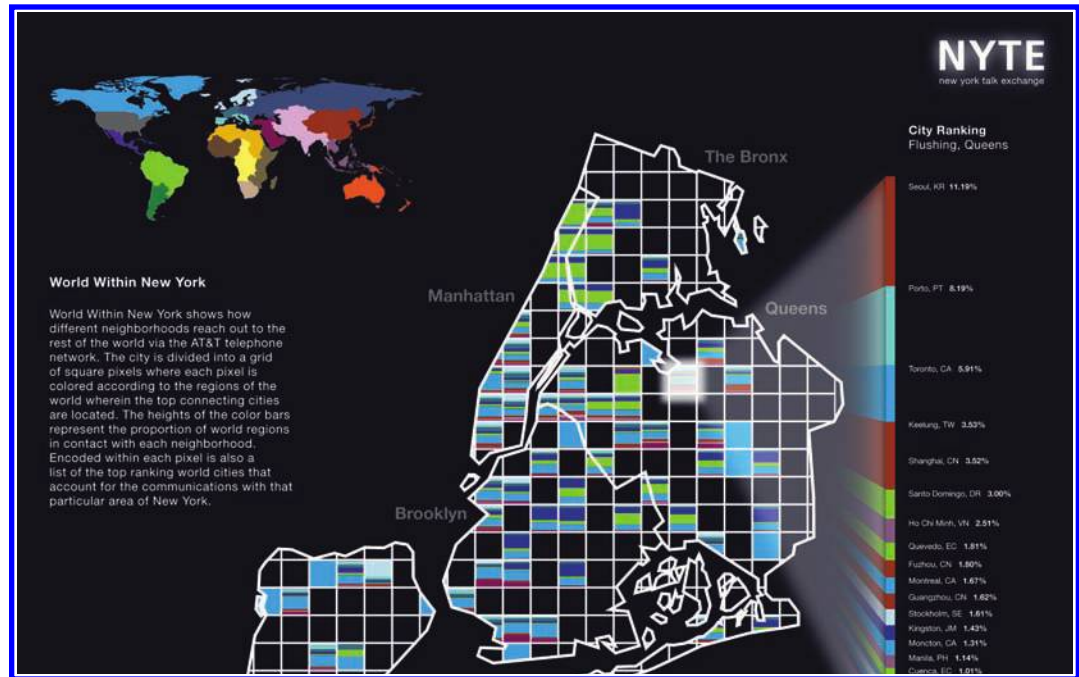 NYTE
new york talk exchange
City Ranking
Flushing, Queens
The Bronx
Seoul, KR 11.19%
World Within New York
Manhattan
Porto, PT 8.19%
Queens
World Within New York shows how
different neighborhoods reach out to the
rest of the world via the AT&T telephone
network. The city is divided into a grid
of square pixels where each pixel is
colored according to the regions of the
world wherein the top connecting cities
are located. The heights of the color bars
represent the proportion of world regions
in contact with each neighborhood.
Encoded within each pixel is also a
list of the top ranking world cities that
account for the communications with that
particular area of New York.
Toronto, CA 5.91%
Keelung, TW 3.53%
Shanghai, CN 3.52%
Santo Domingo, DR 3.00%
Brooklyn
Ho Chi Minh, VN 2.51%
Quevedo, EC 1.81%
Fuzhou, CN 1.80%
Montreal, CA 1.67%
Guangzhou, CN 1.62%
Stockholm, SE 1.61%
Kingston, JM 1.43%
Moncton, CA 1.31%
Manila, PH 1.14%
Cuenca, EC 1.01%